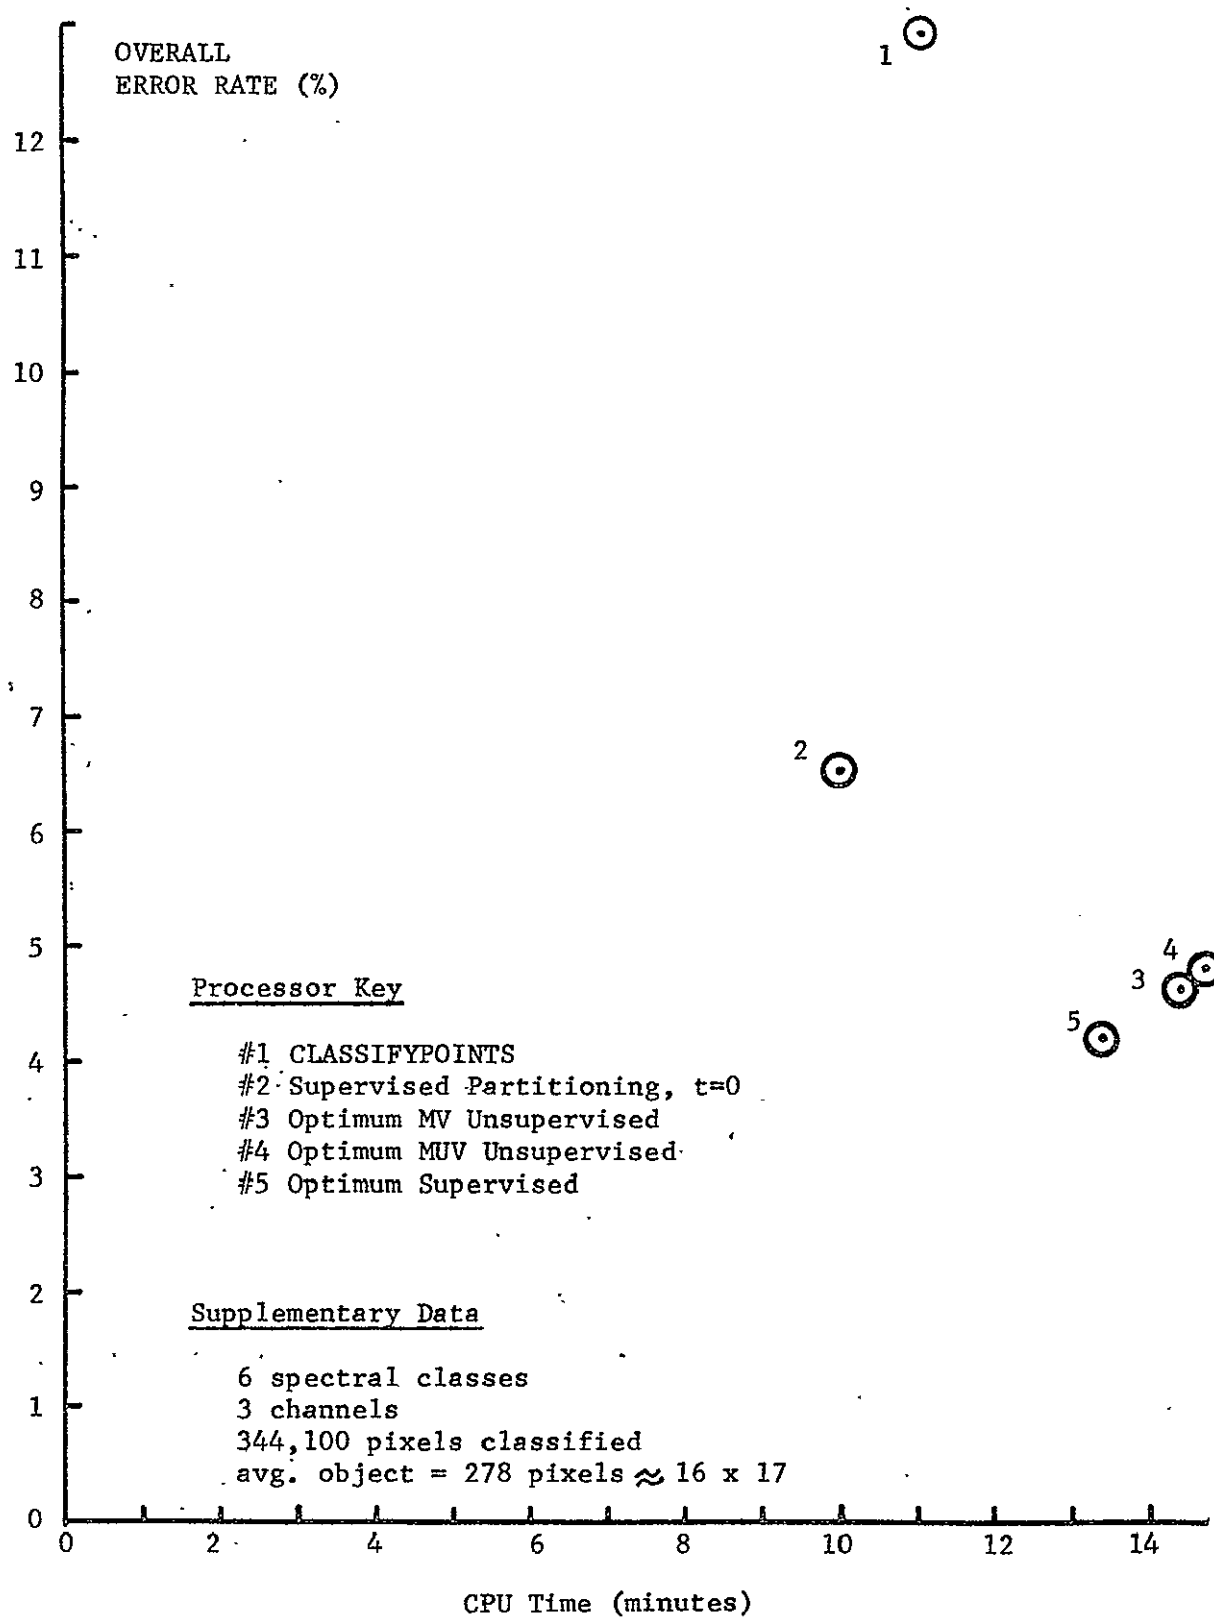 OVERALL
ERROR RATE (%)
1
12
11
10
9
8
7
2
6
5
4
3
5
4
Processor Key
#1 CLASSIFYPOINTS
#2 Supervised Partitioning, t=0
#3 Optimum MV Unsupervised
#4 Optimum MUV Unsupervised
#5 Optimum Supervised
3
2
Supplementary Data
6 spectral classes
3 channels
344,100 pixels classified
avg. object = 278 pixels ≈ 16 x 17
1
0
0 2 4 6 8 10 12 14
CPU Time (minutes)